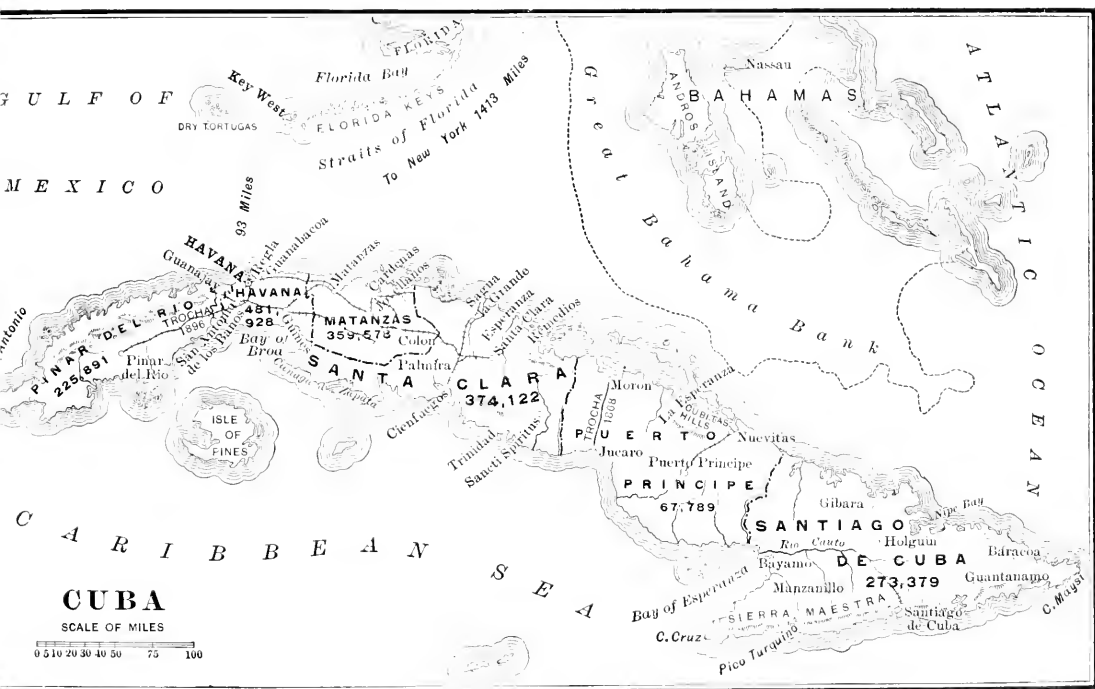 FLORIDA
Florida Bay
Key West
FLORIDA KEYS
DRY TORTUGAS
Straits of Florida
To New York 1413 Miles
GULF OF
MEXICO
93 Miles
Great Bahama Bank
Nassau
BAHAMAS
ANDROS ISLAND
ATLANTIC OCEAN
HAVANA
Guanajay
Regla
Guanabacoa
Matanzas
Cardenas
Sagua
la Grande
Esperanza
Santa Clara
Remedios
Antonio
PINAR DEL RIO
225,891
TROCHA
1896
Pinar
del Rio
San Antonio
de los Baños
HAVANA
481,
928
Guines
Bay of
Broa
MATANZAS
359,578
Colon
Palmira
SANTA CLARA
374,122
Cienfuegos
Trinidad
Sancti Spiritus
ISLE
OF
PINES
Moron
TROCHA
1868
Jucaro
La Esperanza
CUBITAS
HILLS
Nuevitas
PUERTO
Puerto Principe
PRINCIPE
67,789
Gibara
Nipe Bay
SANTIAGO
Rio Cauto
Holguin
DE CUBA
273,379
Bayamo
Manzanillo
Baracoa
Guantanamo
C. Maysi
Bay of Esperanza
SIERRA MAESTRA
Santiago
de Cuba
C. Cruz
Pico Turquino
CARIBBEAN SEA
CUBA
SCALE OF MILES
0 5 10 20 30 40 50 75 100